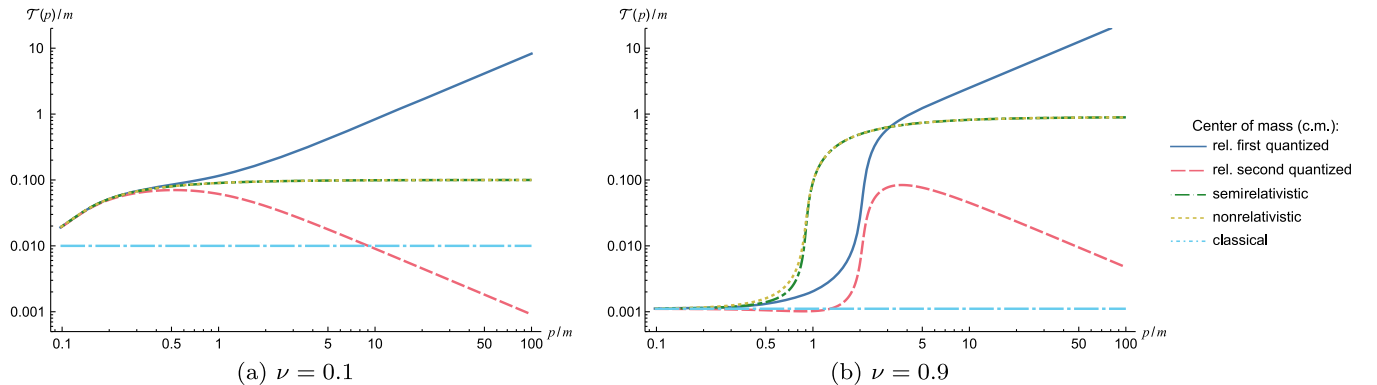 𝒯(p)/m
10
1
0.100
0.010
0.001
0.1 0.5 1 5 10 50 100
p/m
(a) ν = 0.1
𝒯(p)/m
10
1
0.100
0.010
0.001
0.1 0.5 1 5 10 50 100
p/m
(b) ν = 0.9
Center of mass (c.m.):
rel. first quantized
rel. second quantized
semirelativistic
nonrelativistic
classical